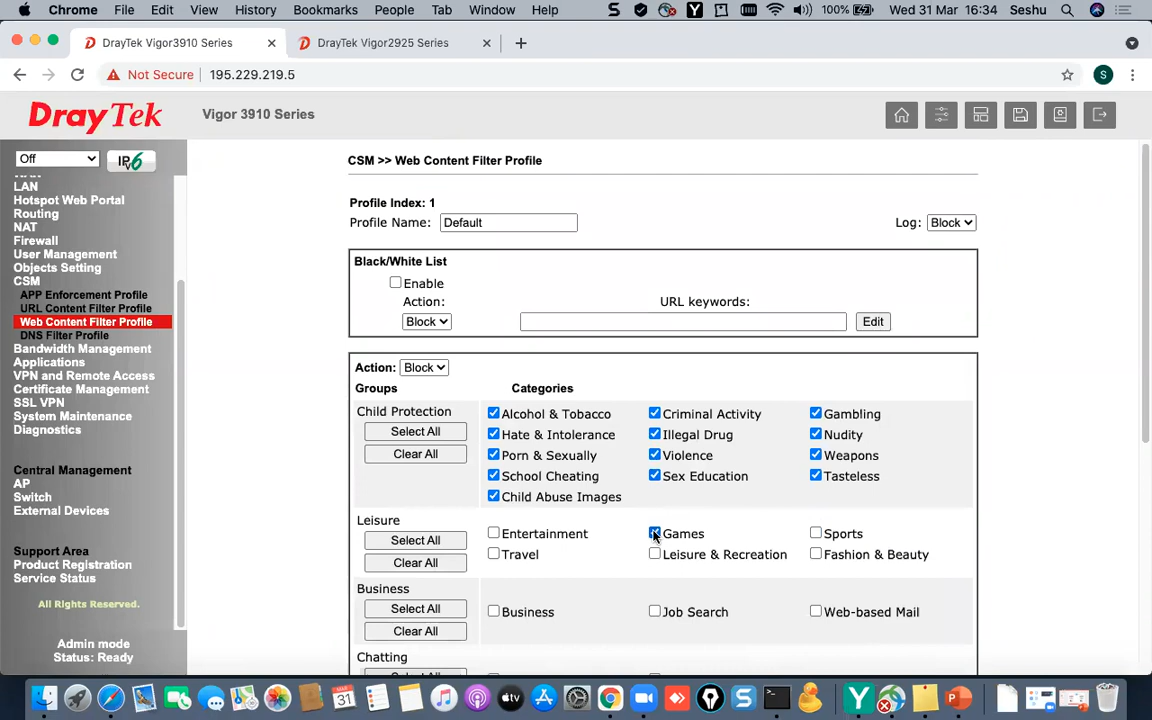 Chrome File Edit View History Bookmarks People Tab Window Help 100% Wed 31 Mar 16:34 Seshu
DrayTek Vigor3910 Series
DrayTek Vigor2925 Series
Not Secure 195.229.219.5 S
DrayTek Vigor 3910 Series
Off IPv6
WAN
LAN
Hotspot Web Portal
Routing
NAT
Firewall
User Management
Objects Setting
CSM
APP Enforcement Profile
URL Content Filter Profile
Web Content Filter Profile
DNS Filter Profile
Bandwidth Management
Applications
VPN and Remote Access
Certificate Management
SSL VPN
System Maintenance
Diagnostics
Central Management
AP
Switch
External Devices
Support Area
Product Registration
Service Status
All Rights Reserved.
Admin mode
Status: Ready
CSM >> Web Content Filter Profile
Profile Index: 1
Profile Name: Default Log: Block
Black/White List
Enable
Action: URL keywords:
Block Edit
Action: Block
Groups Categories
Child Protection
Select All
Clear All
Alcohol & Tobacco Criminal Activity Gambling
Hate & Intolerance Illegal Drug Nudity
Porn & Sexually Violence Weapons
School Cheating Sex Education Tasteless
Child Abuse Images
Leisure
Select All
Clear All
Entertainment Games Sports
Travel Leisure & Recreation Fashion & Beauty
Business
Select All
Clear All
Business Job Search Web-based Mail
Chatting
Select All